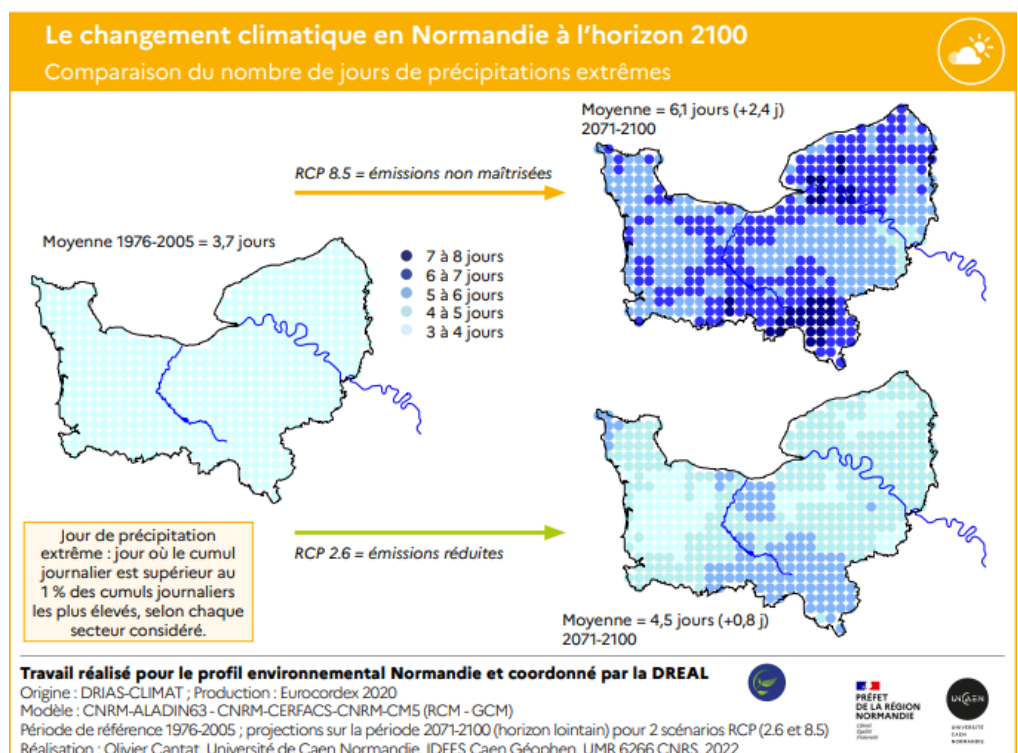 Le changement climatique en Normandie à l'horizon 2100
Comparaison du nombre de jours de précipitations extrêmes
Moyenne = 6,1 jours (+2,4 j)
2071-2100
RCP 8.5 = émissions non maîtrisées
Moyenne 1976-2005 = 3,7 jours
7 à 8 jours
6 à 7 jours
5 à 6 jours
4 à 5 jours
3 à 4 jours
Jour de précipitation
extrême : jour où le cumul
journalier est supérieur au
1 % des cumuls journaliers
les plus élevés, selon chaque
secteur considéré.
RCP 2.6 = émissions réduites
Moyenne = 4,5 jours (+0,8 j)
2071-2100
Travail réalisé pour le profil environnemental Normandie et coordonné par la DREAL
Origine : DRIAS-CLIMAT ; Production : Eurocordex 2020
Modèle : CNRM-ALADIN63 - CNRM-CERFACS-CNRM-CM5 (RCM - GCM)
Période de référence 1976-2005 ; projections sur la période 2071-2100 (horizon lointain) pour 2 scénarios RCP (2.6 et 8.5)
Réalisation : Olivier Cantat, Université de Caen Normandie, IDEES Caen Géophen, UMR 6266 CNRS, 2022
PRÉFET
DE LA RÉGION
NORMANDIE
Liberté
Égalité
Fraternité
UNICAEN
UNIVERSITÉ
CAEN
NORMANDIE